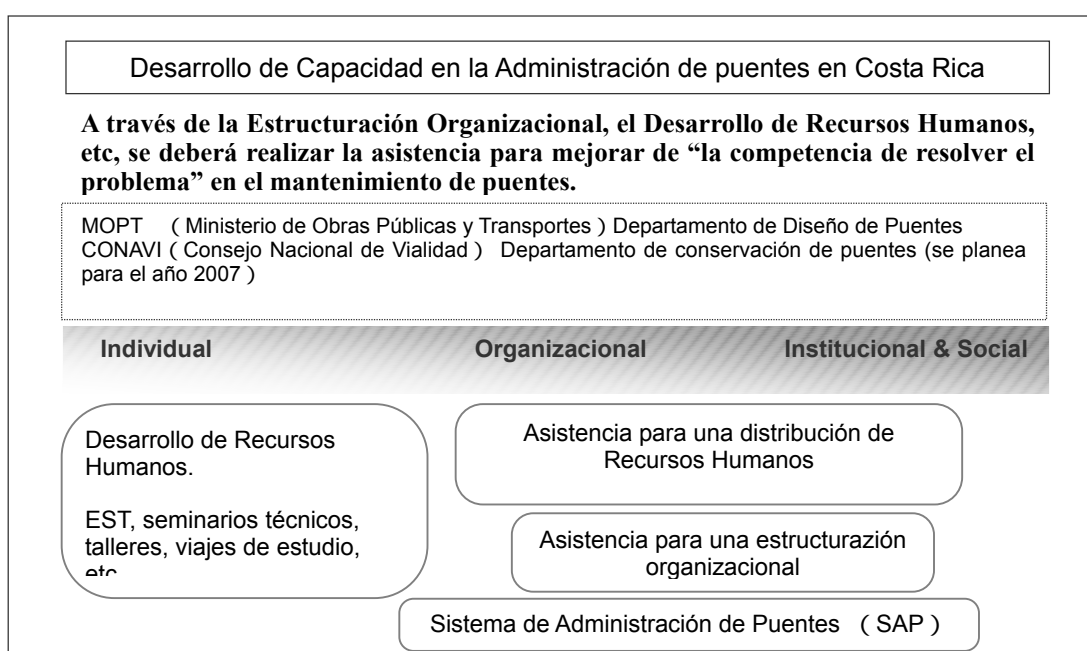 Desarrollo de Capacidad en la Administración de puentes en Costa Rica
A través de la Estructuración Organizacional, el Desarrollo de Recursos Humanos,
etc, se deberá realizar la asistencia para mejorar de “la competencia de resolver el
problema” en el mantenimiento de puentes.
MOPT （Ministerio de Obras Públicas y Transportes）Departamento de Diseño de Puentes
CONAVI（Consejo Nacional de Vialidad） Departamento de conservación de puentes (se planea
para el año 2007）
Individual Organizacional Institucional & Social
Desarrollo de Recursos
Humanos.
EST, seminarios técnicos,
talleres, viajes de estudio,
etc
Asistencia para una distribución de
Recursos Humanos
Asistencia para una estructurazión
organizacional
Sistema de Administración de Puentes （SAP）